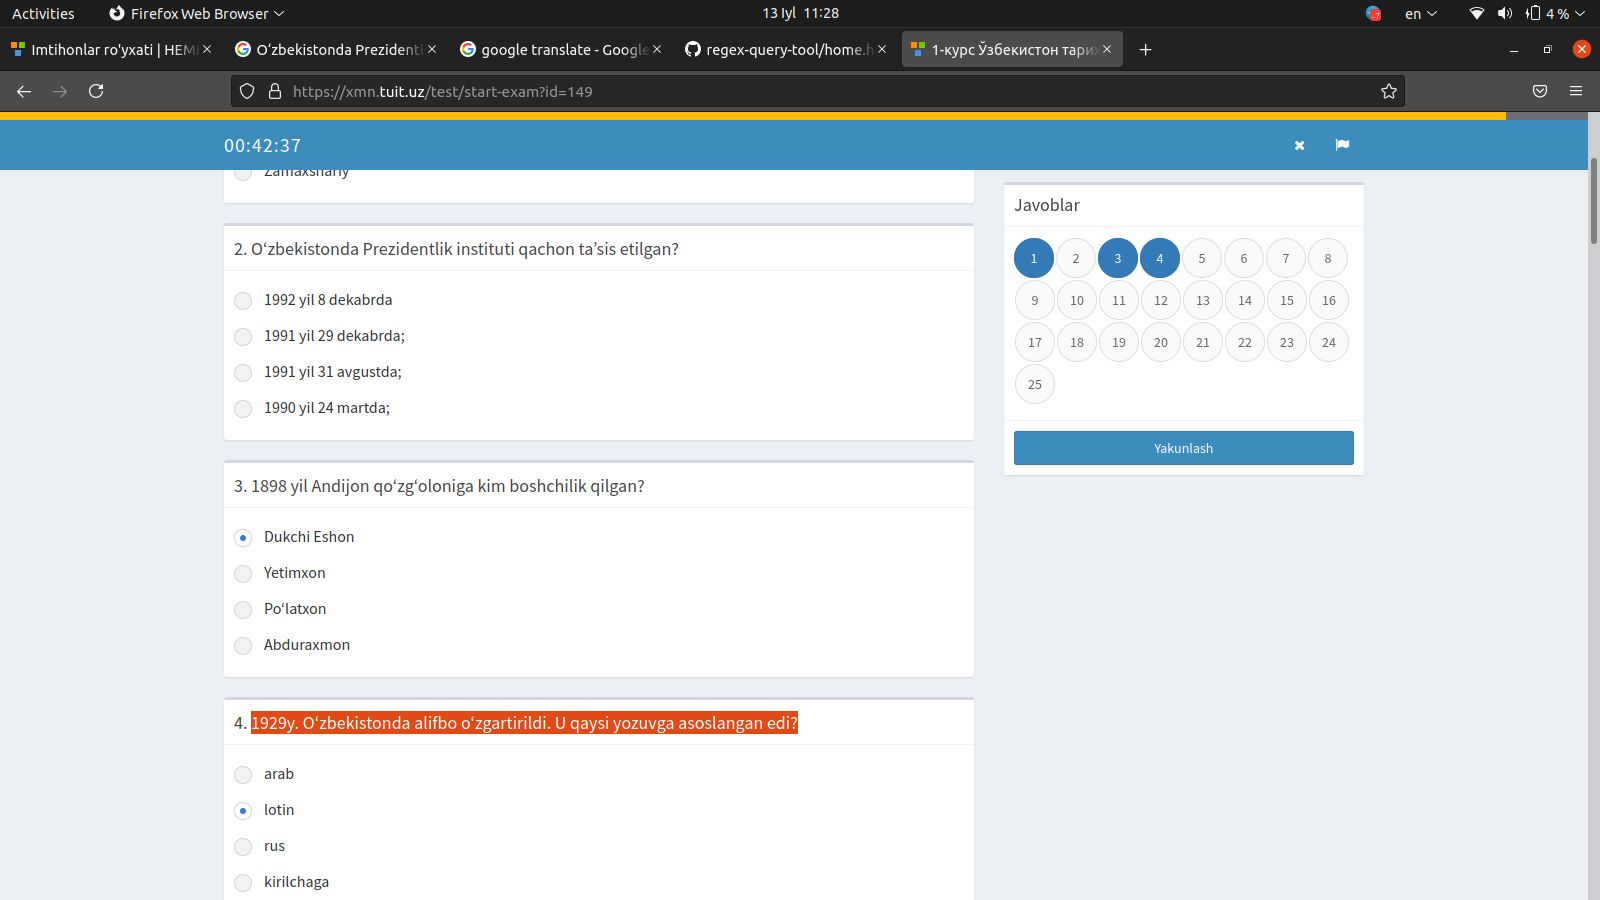 Activities
Firefox Web Browser
13 Iyl 11:28
en
4 %
Imtihonlar ro'yxati | HEM
O‘zbekistonda Prezident
google translate - Google
regex-query-tool/home.h
1-курс Ўзбекистон тарих
https://xmn.tuit.uz/test/start-exam?id=149
00:42:37
Zamaxshariy
2. O‘zbekistonda Prezidentlik instituti qachon ta’sis etilgan?
1992 yil 8 dekabrda
1991 yil 29 dekabrda;
1991 yil 31 avgustda;
1990 yil 24 martda;
3. 1898 yil Andijon qo‘zg‘oloniga kim boshchilik qilgan?
Dukchi Eshon
Yetimxon
Po‘latxon
Abduraxmon
4. 1929y. O‘zbekistonda alifbo o‘zgartirildi. U qaysi yozuvga asoslangan edi?
arab
lotin
rus
kirilchaga
Javoblar
1 2 3 4 5 6 7 8
9 10 11 12 13 14 15 16
17 18 19 20 21 22 23 24
25
Yakunlash